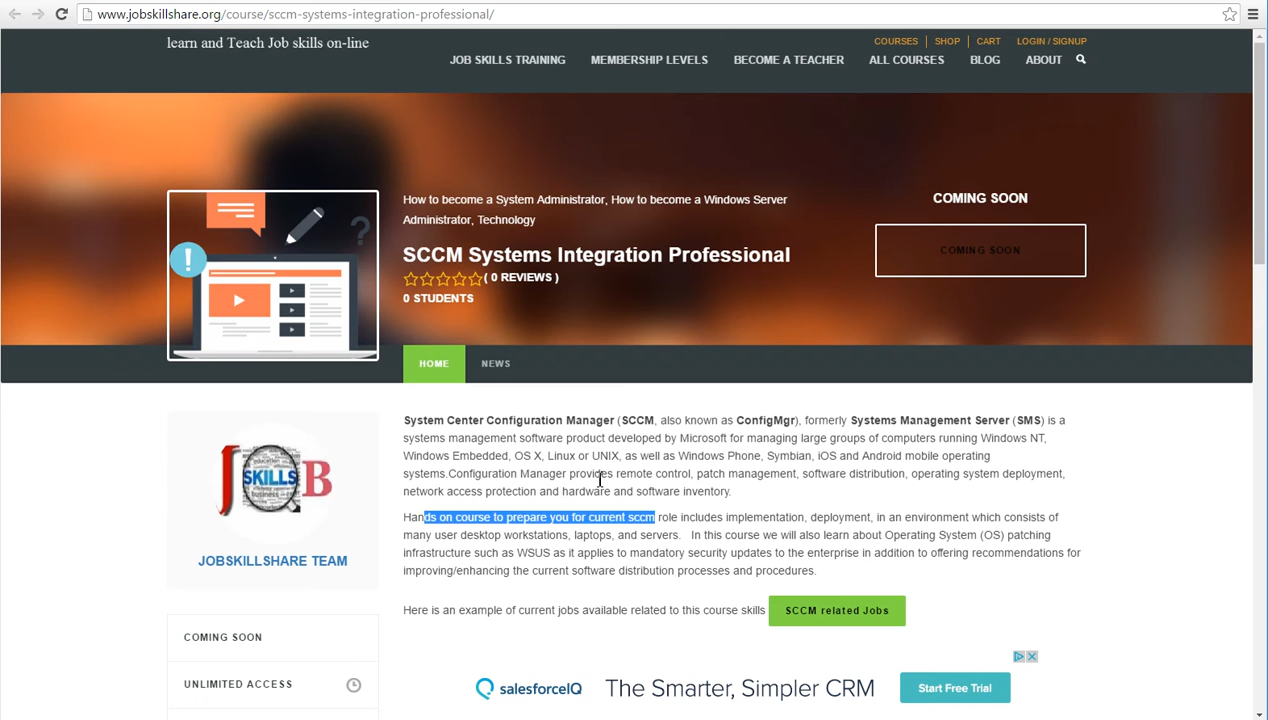 www.jobskillshare.org/course/sccm-systems-integration-professional/
learn and Teach Job skills on-line
COURSES SHOP CART LOGIN / SIGNUP
JOB SKILLS TRAINING MEMBERSHIP LEVELS BECOME A TEACHER ALL COURSES BLOG ABOUT
How to become a System Administrator, How to become a Windows Server
Administrator, Technology
COMING SOON
COMING SOON
SCCM Systems Integration Professional
( 0 REVIEWS )
0 STUDENTS
HOME NEWS
System Center Configuration Manager (SCCM, also known as ConfigMgr), formerly Systems Management Server (SMS) is a
systems management software product developed by Microsoft for managing large groups of computers running Windows NT,
Windows Embedded, OS X, Linux or UNIX, as well as Windows Phone, Symbian, iOS and Android mobile operating
systems.Configuration Manager provides remote control, patch management, software distribution, operating system deployment,
network access protection and hardware and software inventory.
Hands on course to prepare you for current sccm role includes implementation, deployment, in an environment which consists of
many user desktop workstations, laptops, and servers. In this course we will also learn about Operating System (OS) patching
infrastructure such as WSUS as it applies to mandatory security updates to the enterprise in addition to offering recommendations for
improving/enhancing the current software distribution processes and procedures.
Here is an example of current jobs available related to this course skills SCCM related Jobs
J SKILLS B
JOBSKILLSHARE TEAM
COMING SOON
UNLIMITED ACCESS
salesforceIQ The Smarter, Simpler CRM Start Free Trial